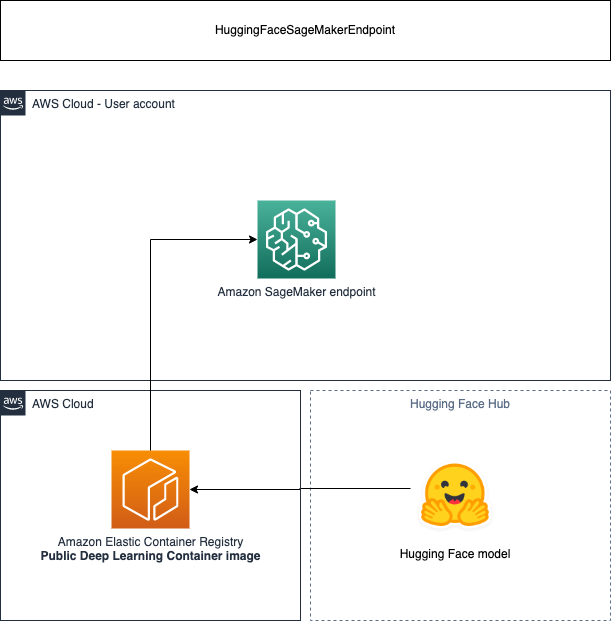 HuggingFaceSageMakerEndpoint
aws
AWS Cloud - User account
Amazon SageMaker endpoint
aws
AWS Cloud
Hugging Face Hub
Amazon Elastic Container Registry
Public Deep Learning Container image
Hugging Face model